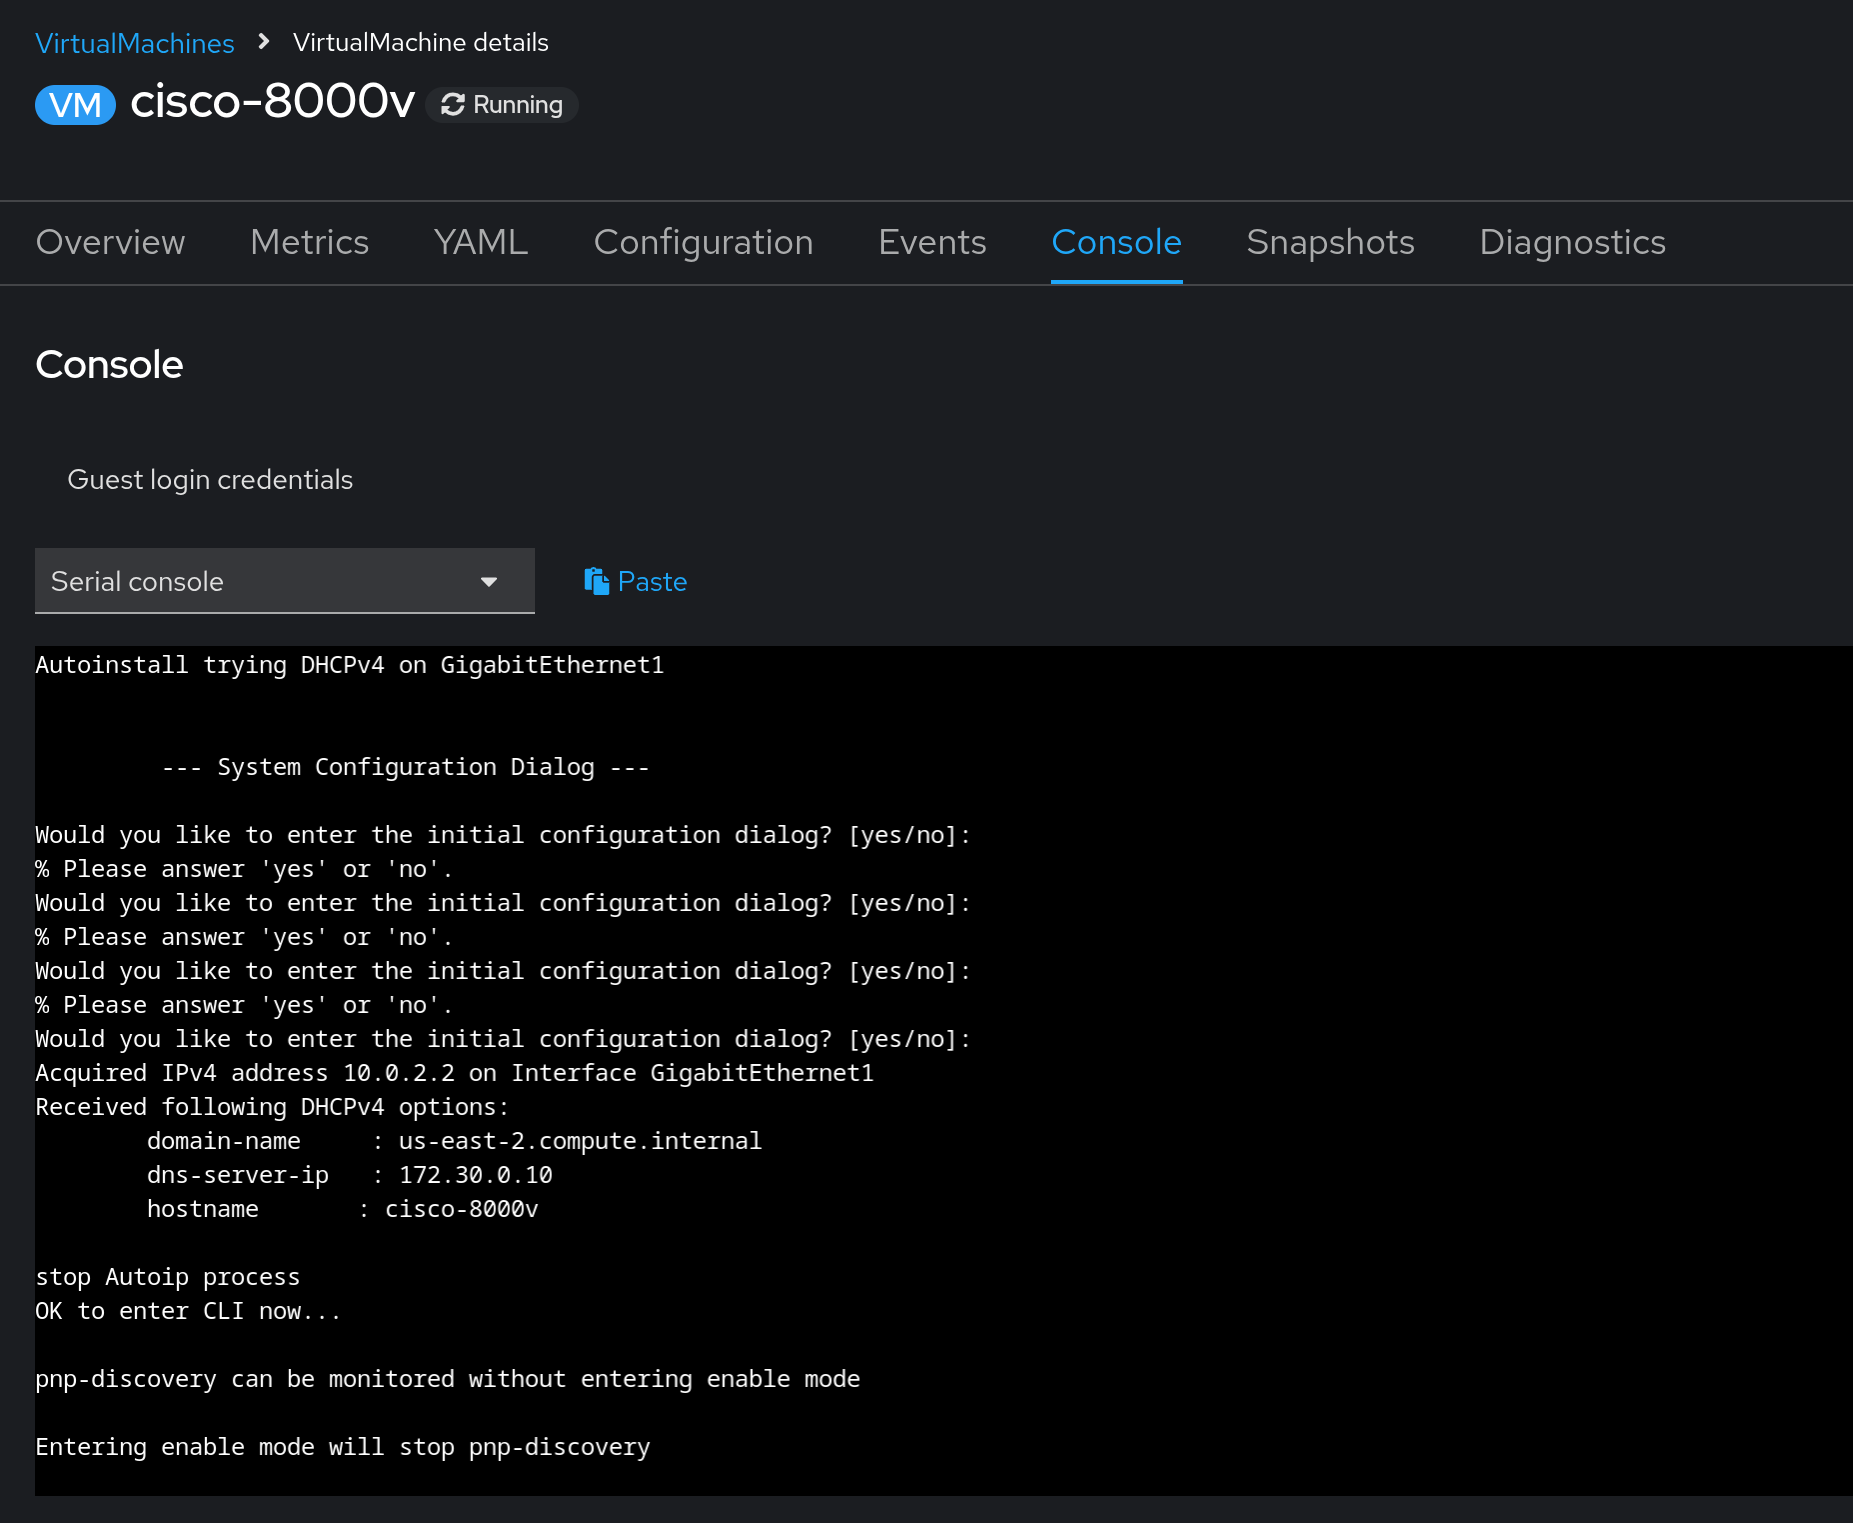 VirtualMachines > VirtualMachine details
VM cisco-8000v Running
Overview Metrics YAML Configuration Events Console Snapshots Diagnostics
Console
Guest login credentials
Serial console Paste
Autoinstall trying DHCPv4 on GigabitEthernet1
--- System Configuration Dialog ---
Would you like to enter the initial configuration dialog? [yes/no]:
% Please answer 'yes' or 'no'.
Would you like to enter the initial configuration dialog? [yes/no]:
% Please answer 'yes' or 'no'.
Would you like to enter the initial configuration dialog? [yes/no]:
% Please answer 'yes' or 'no'.
Would you like to enter the initial configuration dialog? [yes/no]:
Acquired IPv4 address 10.0.2.2 on Interface GigabitEthernet1
Received following DHCPv4 options:
domain-name : us-east-2.compute.internal
dns-server-ip : 172.30.0.10
hostname : cisco-8000v
stop Autoip process
OK to enter CLI now...
pnp-discovery can be monitored without entering enable mode
Entering enable mode will stop pnp-discovery